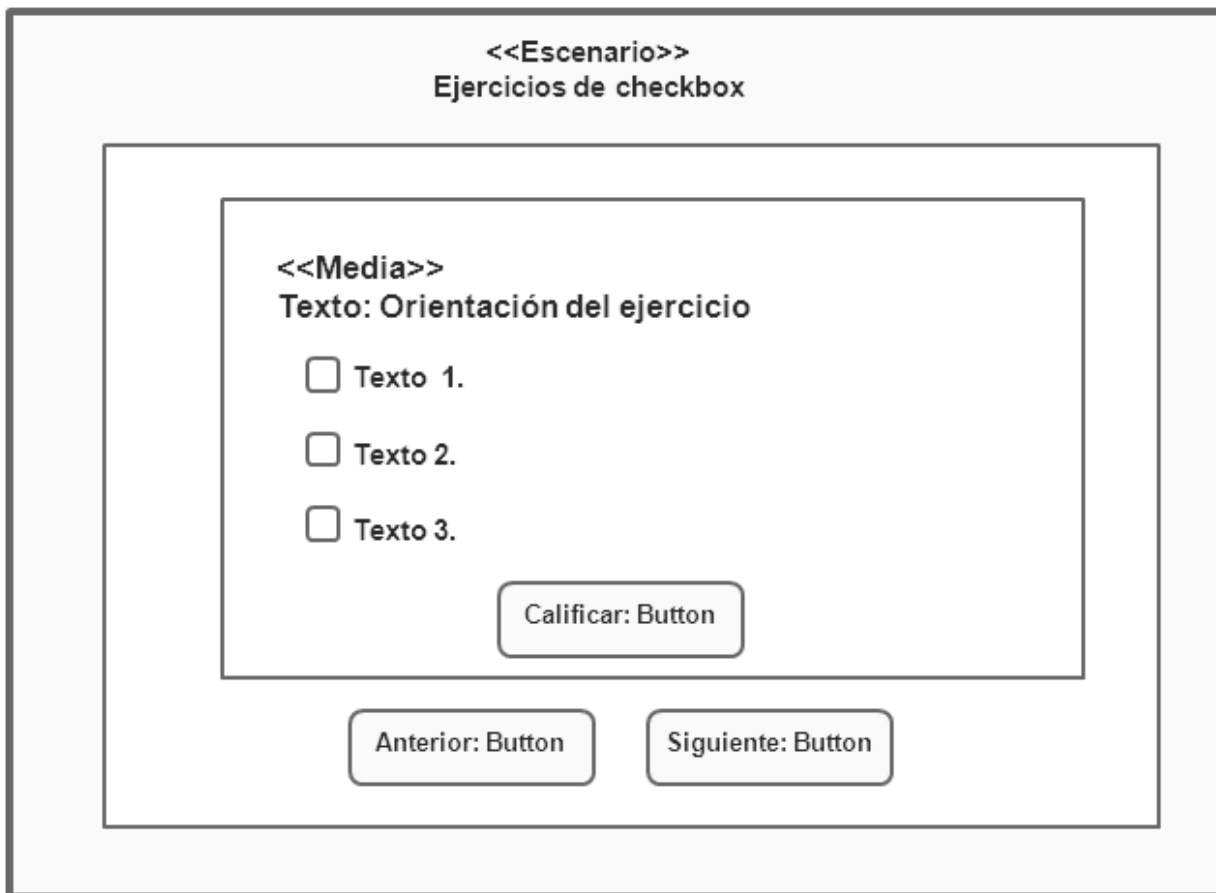 <<Escenario>>
Ejercicios de checkbox
<<Media>>
Texto: Orientación del ejercicio
Texto 1.
Texto 2.
Texto 3.
Calificar: Button
Anterior: Button
Siguiente: Button